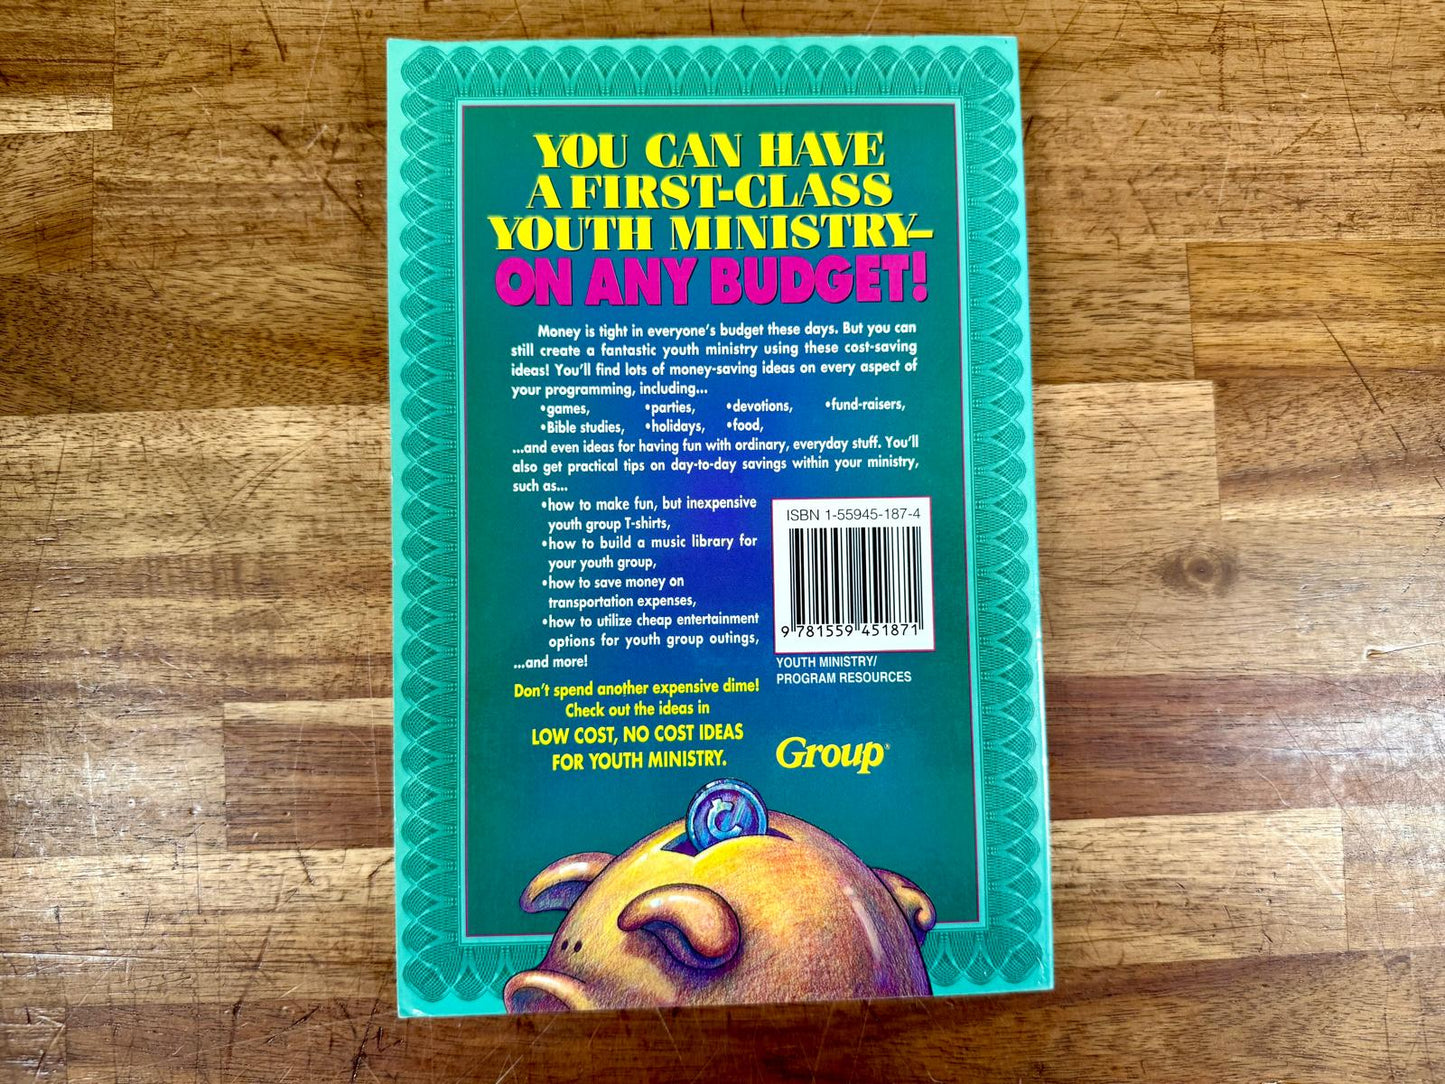 YOU CAN HAVE
A FIRST-CLASS
YOUTH MINISTRY–
ON ANY BUDGET!
Money is tight in everyone's budget these days. But you can
still create a fantastic youth ministry using these cost-saving
ideas! You'll find lots of money-saving ideas on every aspect of
your programming, including...
•games, •parties, •devotions, •fund-raisers,
•Bible studies, •holidays, •food,
...and even ideas for having fun with ordinary, everyday stuff. You'll
also get practical tips on day-to-day savings within your ministry,
such as...
•how to make fun, but inexpensive
youth group T-shirts,
•how to build a music library for
your youth group,
•how to save money on
transportation expenses,
•how to utilize cheap entertainment
options for youth group outings,
...and more!
Don't spend another expensive dime!
Check out the ideas in
LOW COST, NO COST IDEAS
FOR YOUTH MINISTRY.
ISBN 1-55945-187-4
9 781559 451871
YOUTH MINISTRY/
PROGRAM RESOURCES
Group®